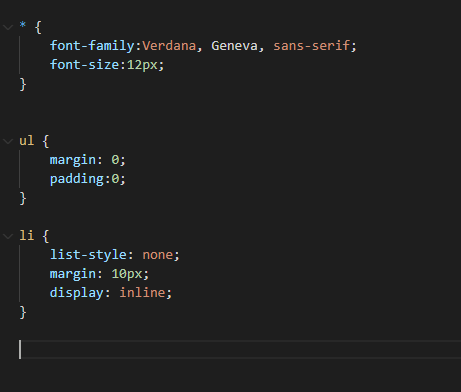 * {
    font-family:Verdana, Geneva, sans-serif;
    font-size:12px;
}
ul {
    margin: 0;
    padding:0;
}
li {
    list-style: none;
    margin: 10px;
    display: inline;
}